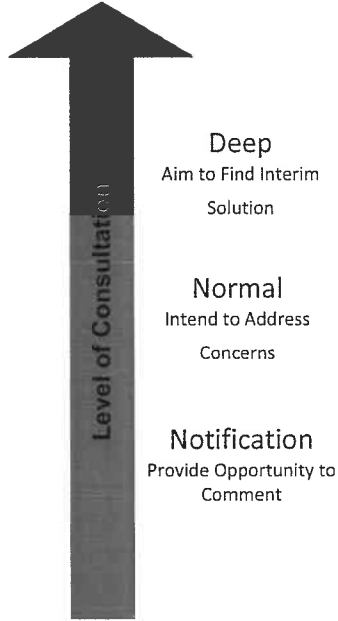 Deep
Aim to Find Interim
Solution
Level of Consultation
Normal
Intend to Address
Concerns
Notification
Provide Opportunity to
Comment